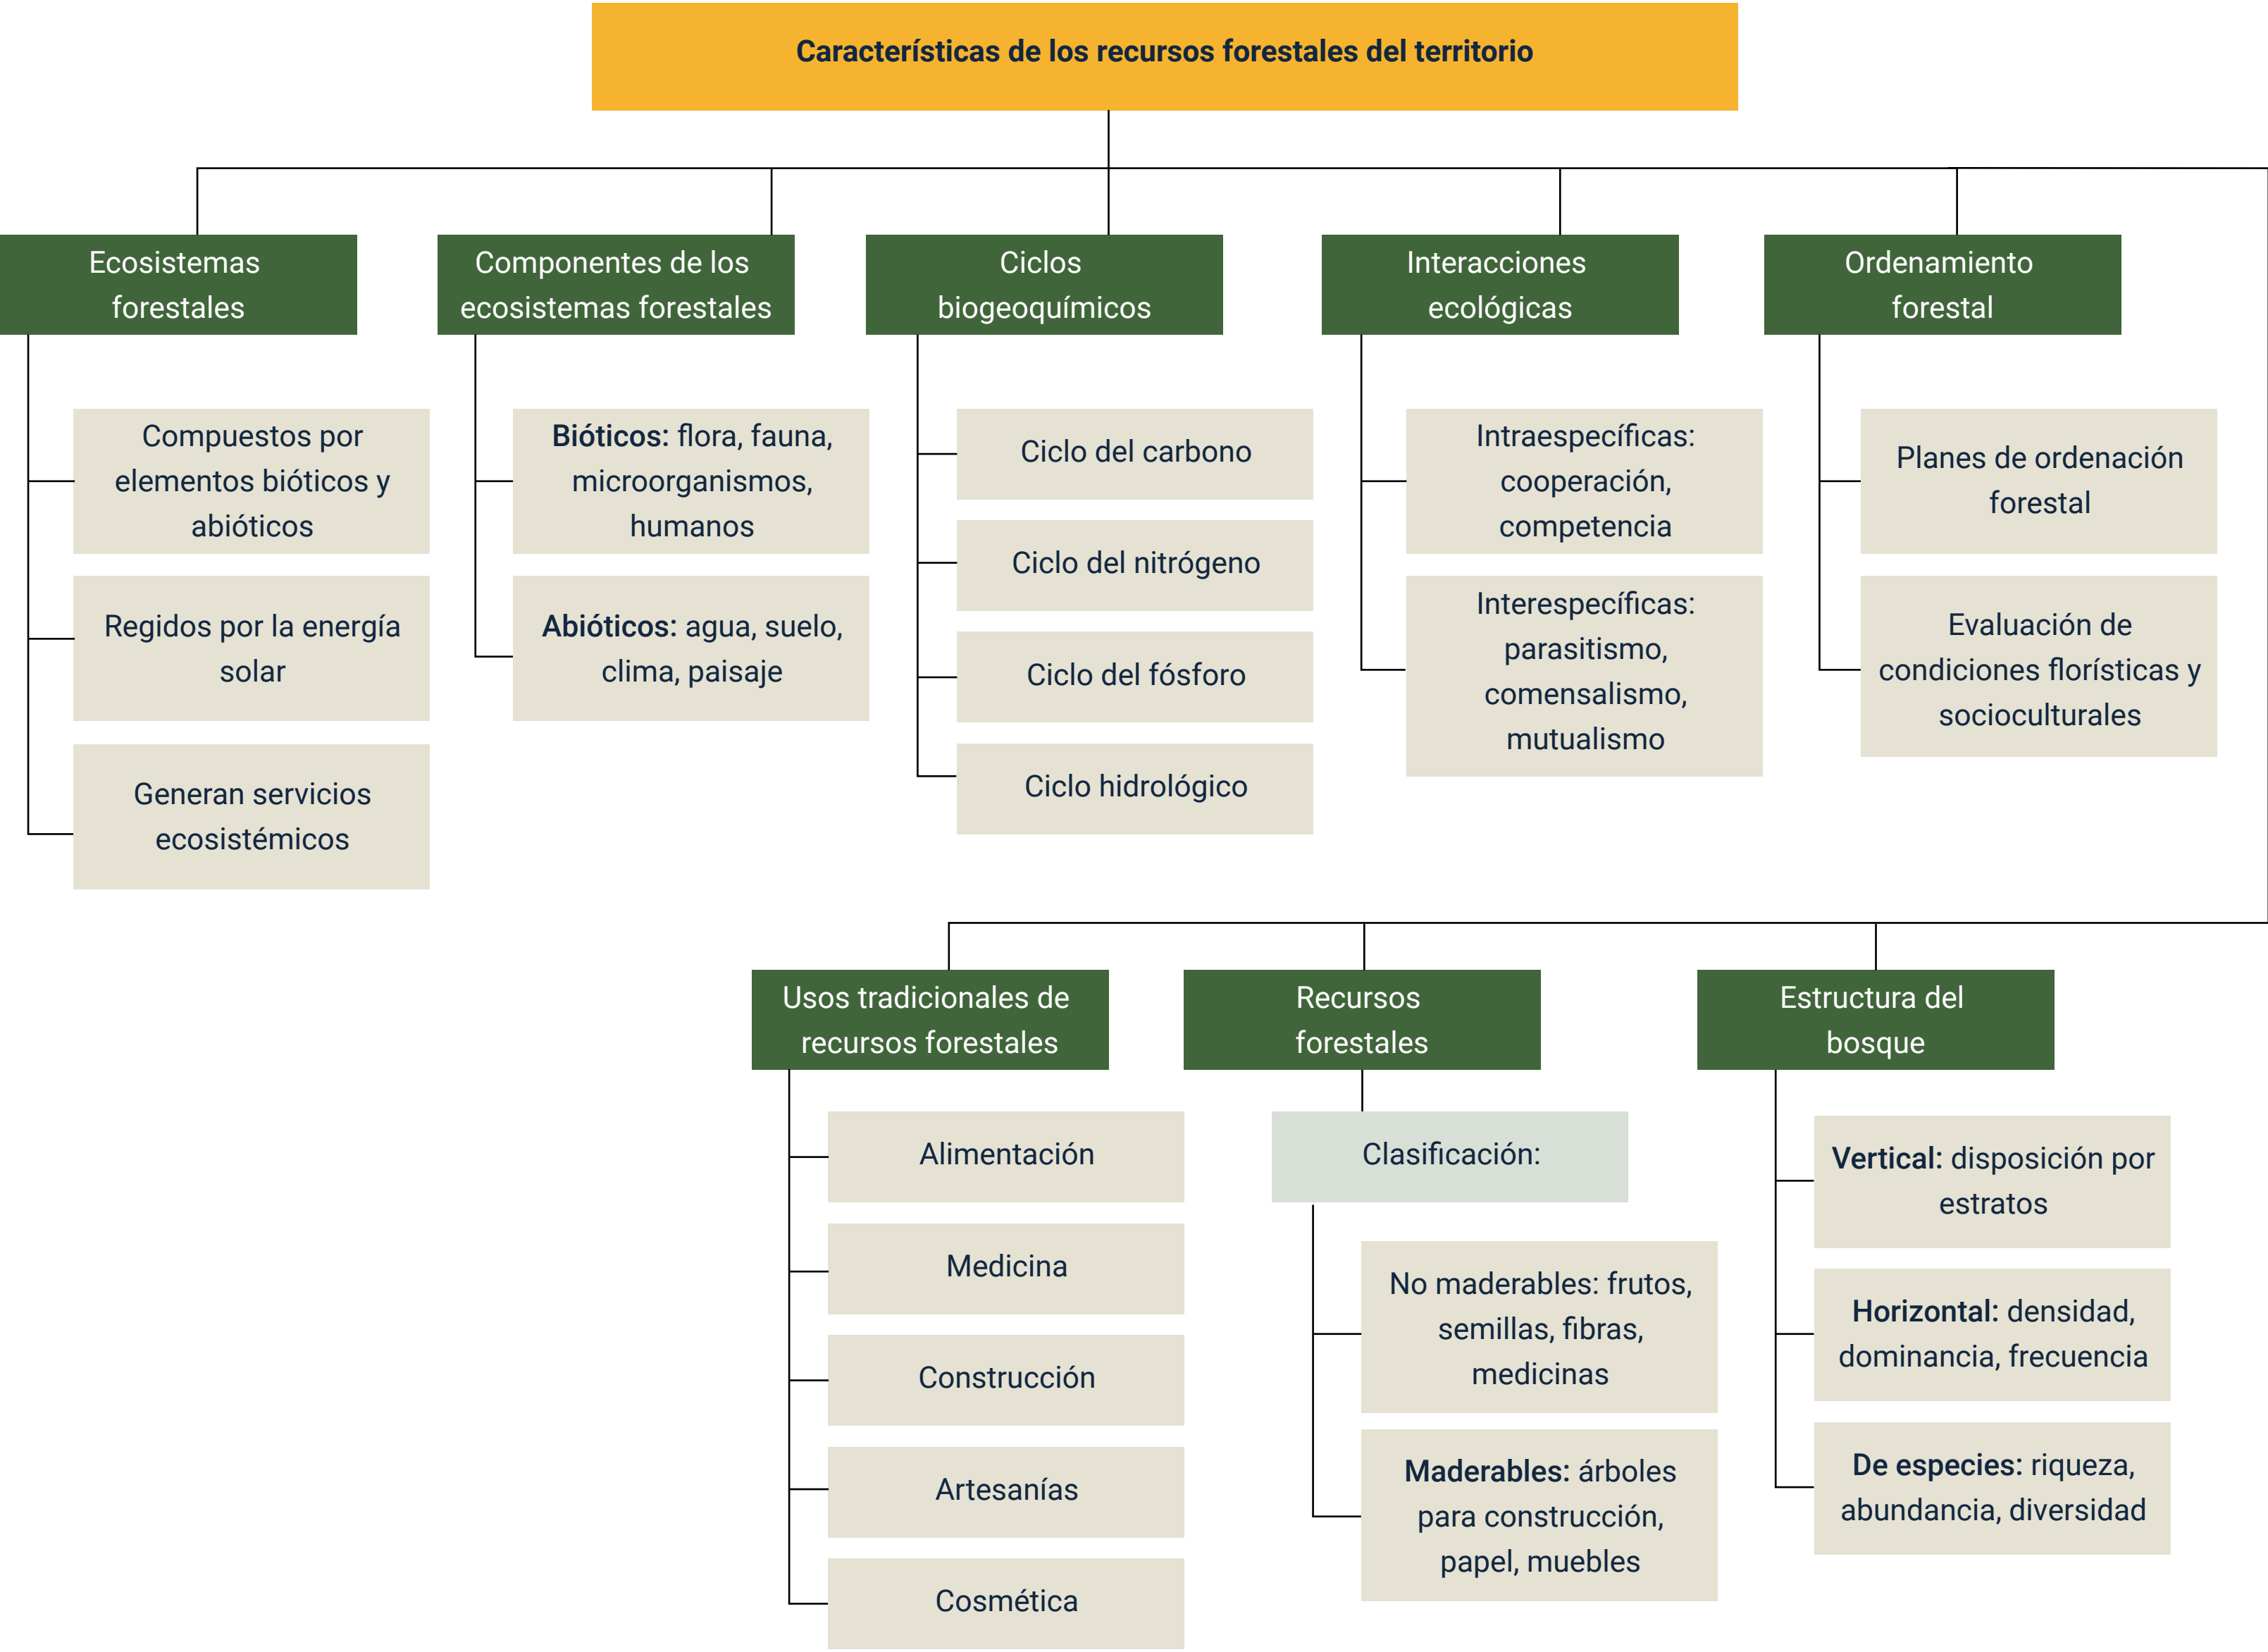 Características de los recursos forestales del territorio
Ecosistemas
forestales
Compuestos por
elementos bióticos y
abióticos
Regidos por la energía
solar
Generan servicios
ecosistémicos
Componentes de los
ecosistemas forestales
Bióticos: flora, fauna,
microorganismos,
humanos
Abióticos: agua, suelo,
clima, paisaje
Ciclos
biogeoquímicos
Ciclo del carbono
Ciclo del nitrógeno
Ciclo del fósforo
Ciclo hidrológico
Interacciones
ecológicas
Intraespecíficas:
cooperación,
competencia
Interespecíficas:
parasitismo,
comensalismo,
mutualismo
Ordenamiento
forestal
Planes de ordenación
forestal
Evaluación de
condiciones florísticas y
socioculturales
Usos tradicionales de
recursos forestales
Alimentación
Medicina
Construcción
Artesanías
Cosmética
Recursos
forestales
Clasificación:
No maderables: frutos,
semillas, fibras,
medicinas
Maderables: árboles
para construcción,
papel, muebles
Estructura del
bosque
Vertical: disposición por
estratos
Horizontal: densidad,
dominancia, frecuencia
De especies: riqueza,
abundancia, diversidad